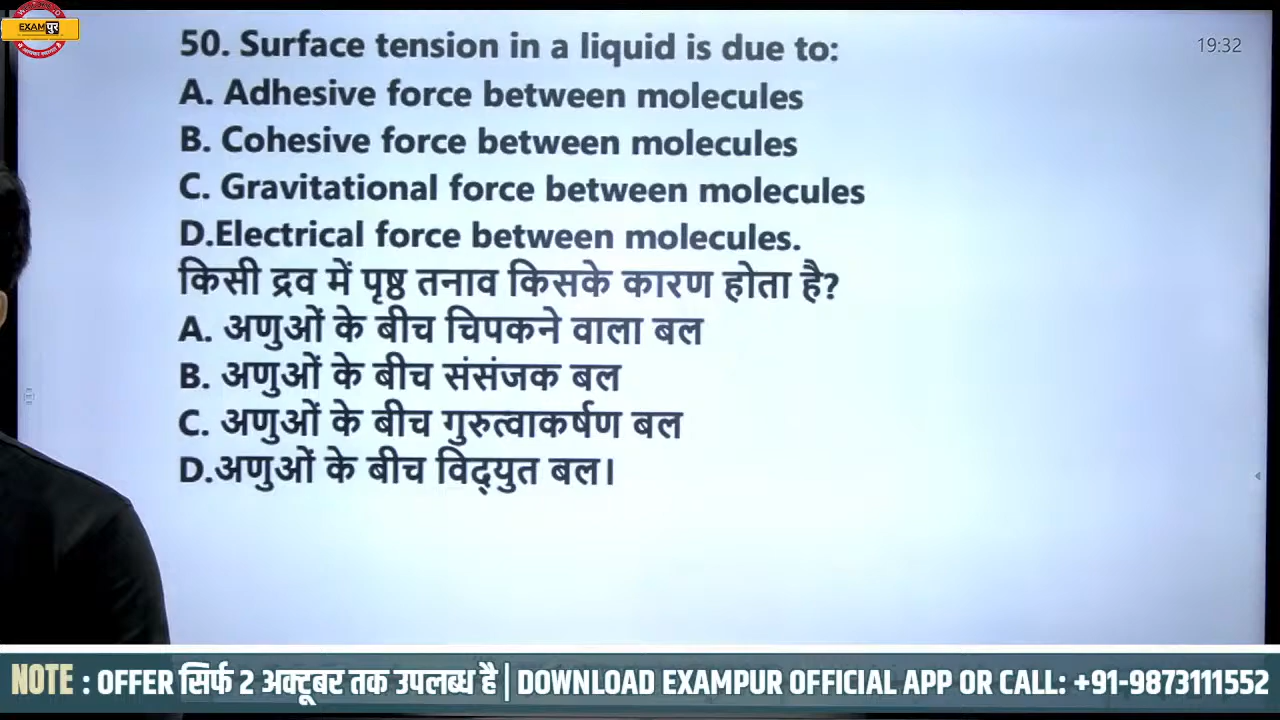 EXAMपुर
50. Surface tension in a liquid is due to:
19:32
A. Adhesive force between molecules
B. Cohesive force between molecules
C. Gravitational force between molecules
D.Electrical force between molecules.
किसी द्रव में पृष्ठ तनाव किसके कारण होता है?
A. अणुओं के बीच चिपकने वाला बल
B. अणुओं के बीच संसंजक बल
C. अणुओं के बीच गुरुत्वाकर्षण बल
D.अणुओं के बीच विद्युत बल।
NOTE : OFFER सिर्फ 2 अक्टूबर तक उपलब्ध है | DOWNLOAD EXAMPUR OFFICIAL APP OR CALL: +91-9873111552